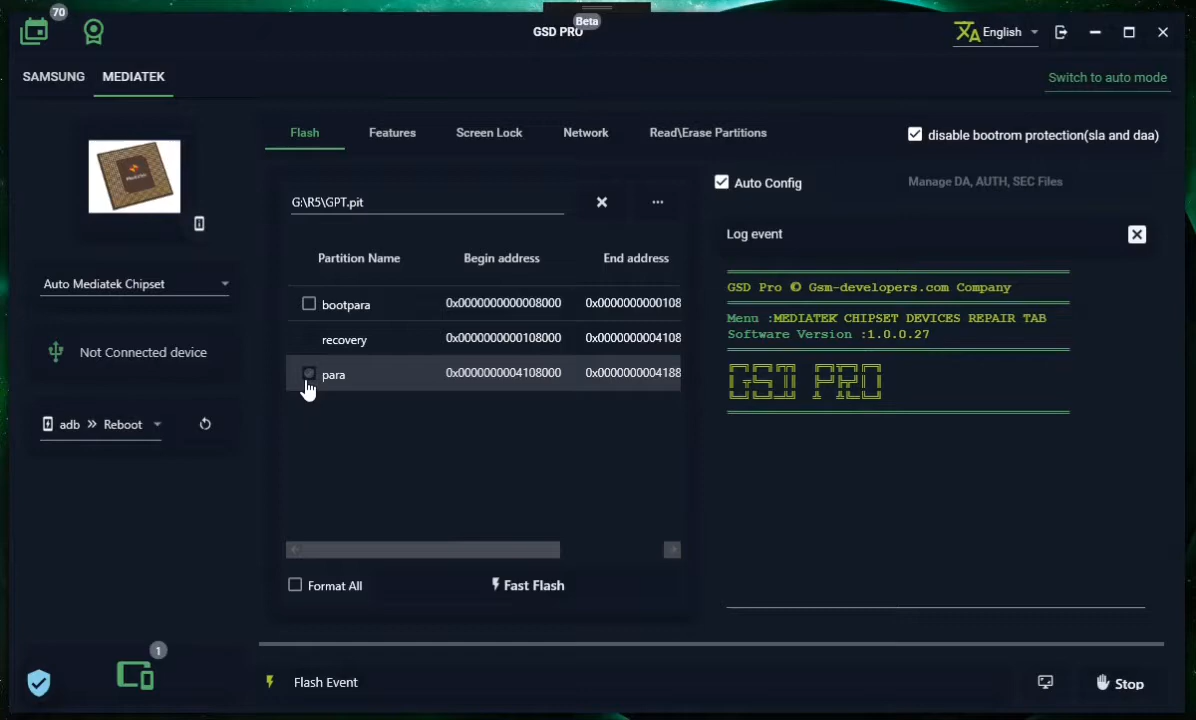 70
Beta
GSD PRO
English
SAMSUNG MEDIATEK
Switch to auto mode
Flash Features Screen Lock Network Read\Erase Partitions
disable bootrom protection(sla and daa)
Auto Config
Manage DA, AUTH, SEC Files
G:\R5\GPT.pit
...
Log event
Partition Name Begin address End address
bootpara 0x0000000000008000 0x0000000000108
recovery 0x0000000000108000 0x0000000004108
para 0x0000000004108000 0x0000000004188
Format All
Fast Flash
GSD Pro © Gsm-developers.com Company
Menu :MEDIATEK CHIPSET DEVICES REPAIR TAB
Software Version :1.0.0.27
GSD PRO
Auto Mediatek Chipset
Not Connected device
adb » Reboot
1
Flash Event
Stop